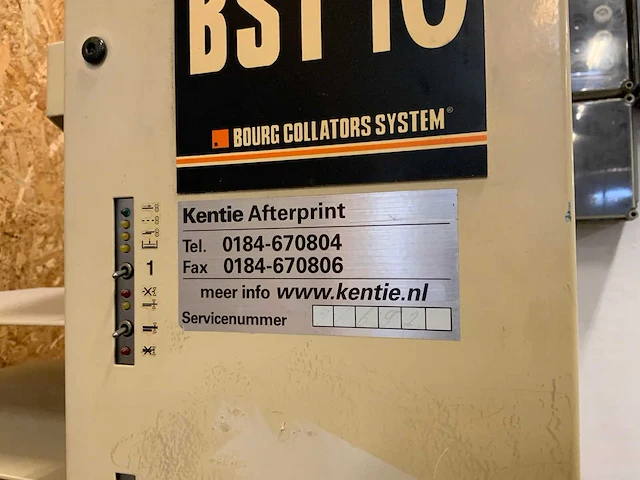 BST 10
BOURG COLLATORS SYSTEM®
Kentie Afterprint
Tel. 0184-670804
Fax 0184-670806
1
meer info www.kentie.nl
Servicenummer